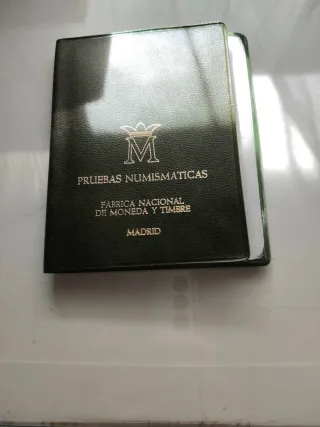 M
PRUEBAS NUMISMATICAS
FABRICA NACIONAL
DE MONEDA Y TIMBRE
MADRID